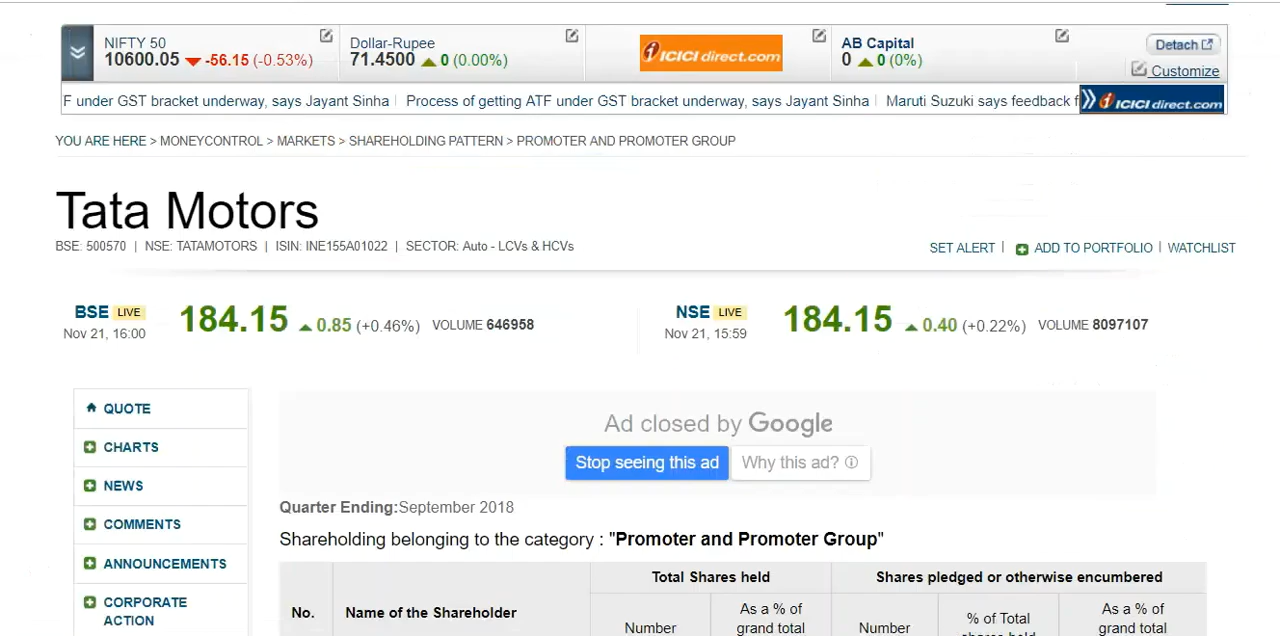 NIFTY 50
10600.05 -56.15 (-0.53%)
Dollar-Rupee
71.4500 0 (0.00%)
ICICI direct.com
AB Capital
0 0 (0%)
Detach
Customize
F under GST bracket underway, says Jayant Sinha | Process of getting ATF under GST bracket underway, says Jayant Sinha | Maruti Suzuki says feedback f
ICICI direct.com
YOU ARE HERE > MONEYCONTROL > MARKETS > SHAREHOLDING PATTERN > PROMOTER AND PROMOTER GROUP
Tata Motors
BSE: 500570 | NSE: TATAMOTORS | ISIN: INE155A01022 | SECTOR: Auto - LCVs & HCVs
SET ALERT | ADD TO PORTFOLIO | WATCHLIST
BSE LIVE
Nov 21, 16:00
184.15 0.85 (+0.46%) VOLUME 646958
NSE LIVE
Nov 21, 15:59
184.15 0.40 (+0.22%) VOLUME 8097107
QUOTE
CHARTS
NEWS
COMMENTS
ANNOUNCEMENTS
CORPORATE
ACTION
Ad closed by Google
Stop seeing this ad
Why this ad?
Quarter Ending:September 2018
Shareholding belonging to the category : "Promoter and Promoter Group"
No.
Name of the Shareholder
Total Shares held
Shares pledged or otherwise encumbered
Number
As a % of
grand total
Number
% of Total
shares held
As a % of
grand total